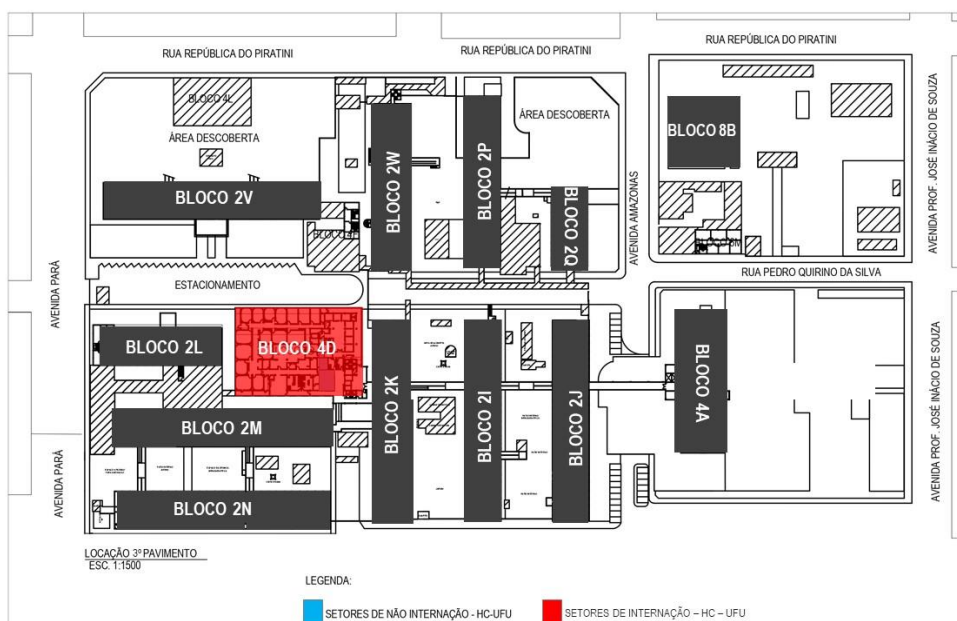 RUA REPÚBLICA DO PIRATINI
RUA REPÚBLICA DO PIRATINI
RUA REPÚBLICA DO PIRATINI
BLOCO 4L
ÁREA DESCOBERTA
ÁREA DESCOBERTA
BLOCO 2W
BLOCO 2P
BLOCO 8B
BLOCO 2V
BLOCO 2Q
AVENIDA AMAZONAS
AVENIDA PROF. JOSÉ INÁCIO DE SOUZA
AVENIDA PARÁ
RUA PEDRO QUIRINO DA SILVA
ESTACIONAMENTO
BLOCO 2L
BLOCO 4D
BLOCO 2K
BLOCO 2I
BLOCO 2J
BLOCO 4A
BLOCO 2M
AVENIDA PARÁ
AVENIDA PROF. JOSÉ INÁCIO DE SOUZA
BLOCO 2N
LOCAÇÃO 3º PAVIMENTO
ESC. 1:1500
LEGENDA:
SETORES DE NÃO INTERNAÇÃO - HC-UFU
SETORES DE INTERNAÇÃO – HC – UFU